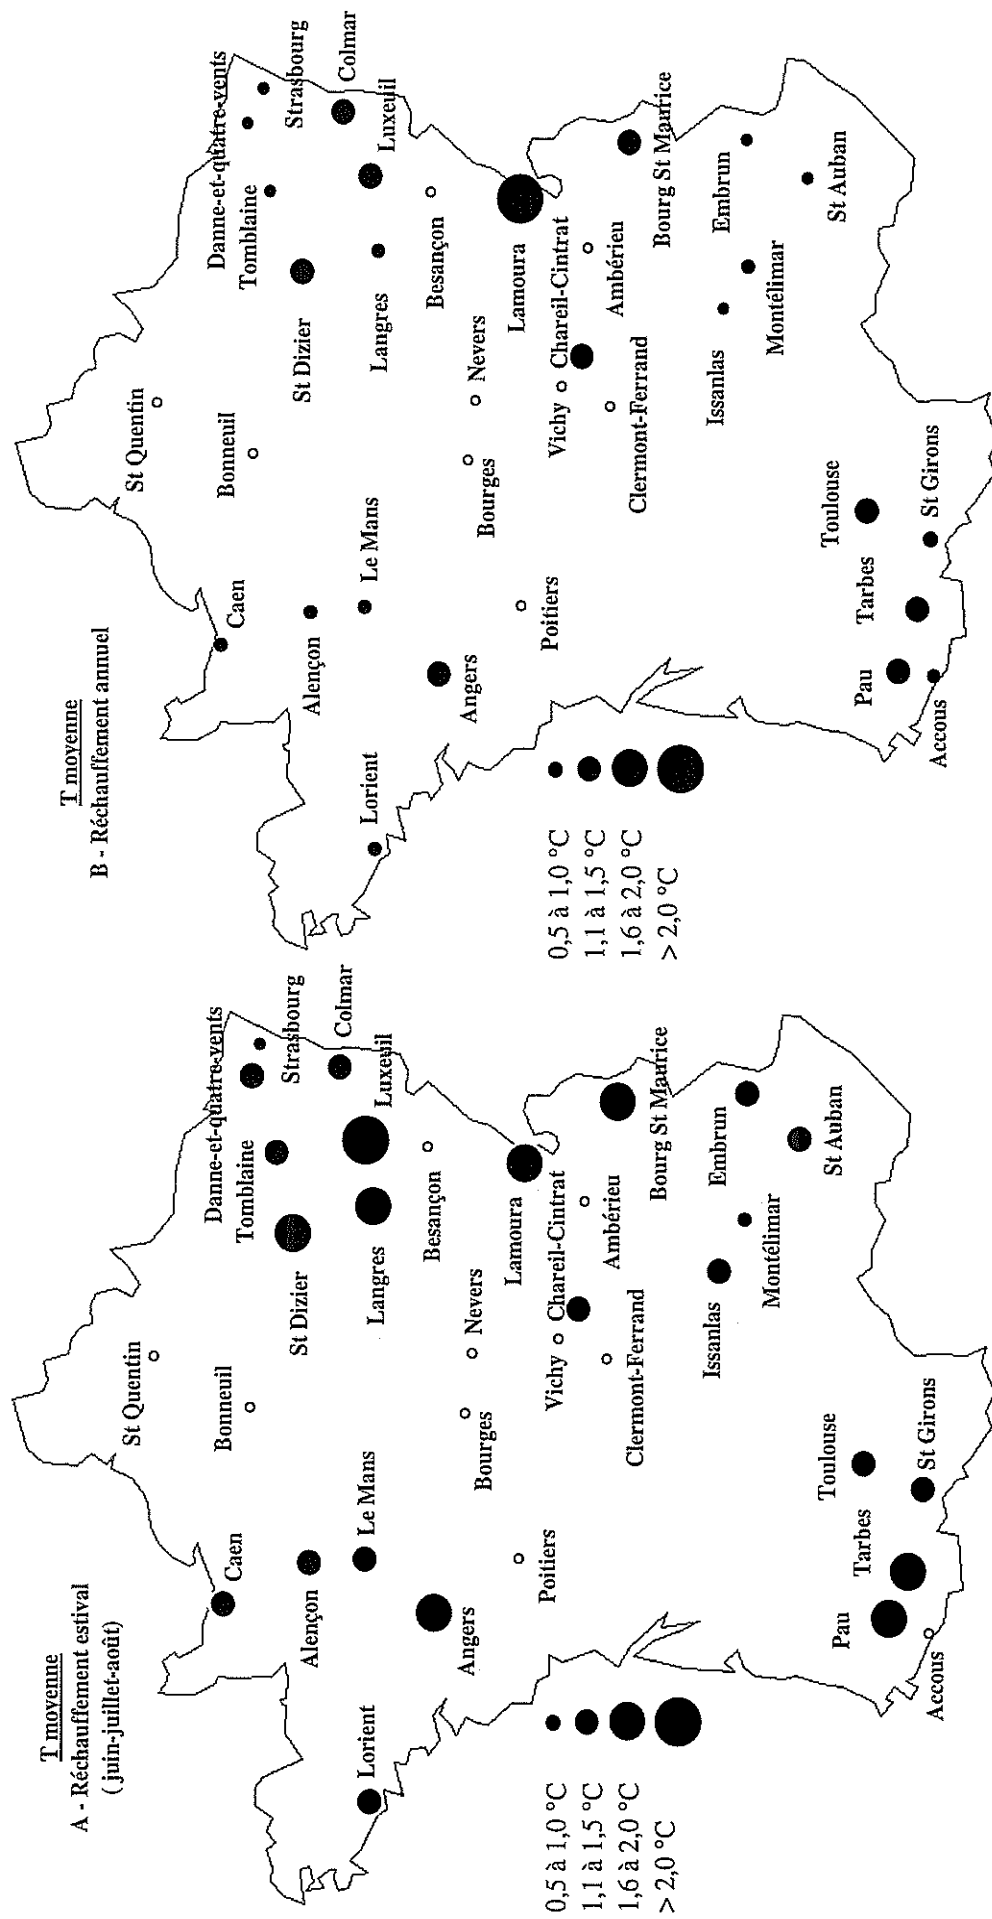 T moyenne
A - Réchauffement estival
( juin-juillet-août)
St Quentin
Caen
Bonneuil
Danne-et-quatre-vents
Tomblaine
Strasbourg
Alençon
St Dizier
Colmar
Le Mans
Lorient
Langres
Luxeuil
Angers
Besançon
Nevers
Bourges
Poitiers
Lamoura
Vichy
Chareil-Cintrat
Ambérieu
Clermont-Ferrand
Bourg St Maurice
0,5 à 1,0 °C
1,1 à 1,5 °C
1,6 à 2,0 °C
> 2,0 °C
Issanlas
Embrun
Montélimar
St Auban
Toulouse
Pau
Tarbes
St Girons
Accous
T moyenne
B - Réchauffement annuel
St Quentin
Caen
Bonneuil
Danne-et-quatre-vents
Tomblaine
Strasbourg
Alençon
St Dizier
Colmar
Le Mans
Lorient
Langres
Luxeuil
Angers
Besançon
Nevers
Bourges
Poitiers
Lamoura
Vichy
Chareil-Cintrat
Ambérieu
Clermont-Ferrand
Bourg St Maurice
0,5 à 1,0 °C
1,1 à 1,5 °C
1,6 à 2,0 °C
> 2,0 °C
Issanlas
Embrun
Montélimar
St Auban
Toulouse
Pau
Tarbes
St Girons
Accous